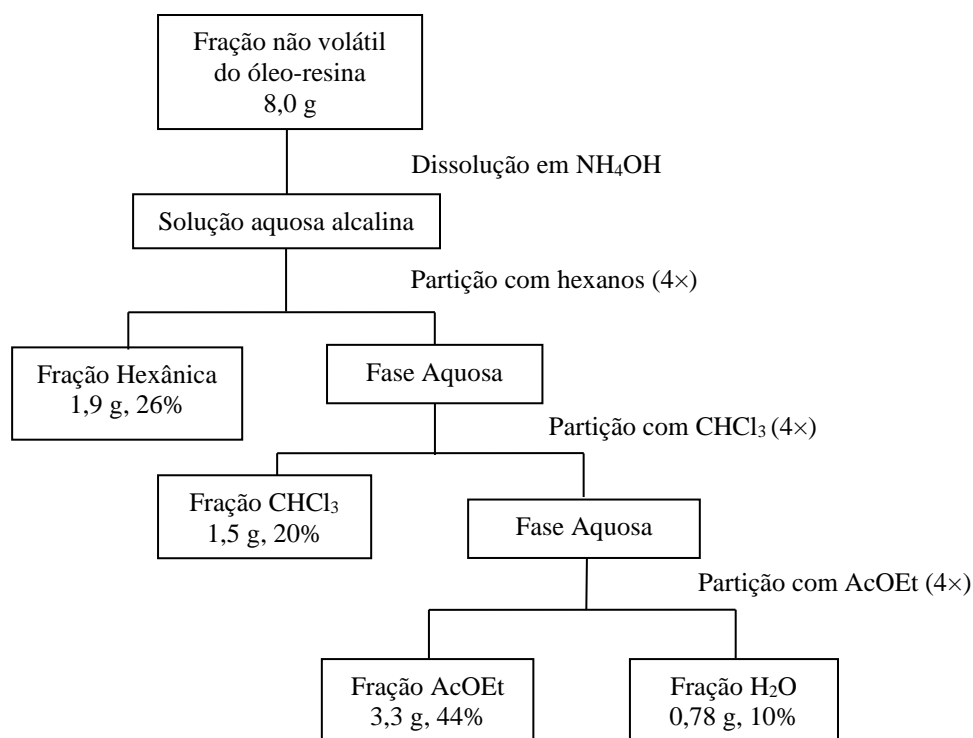 Fração não volátil
do óleo-resina
8,0 g
Dissolução em NH₄OH
Solução aquosa alcalina
Partição com hexanos (4×)
Fração Hexânica
1,9 g, 26%
Fase Aquosa
Partição com CHCl₃ (4×)
Fração CHCl₃
1,5 g, 20%
Fase Aquosa
Partição com AcOEt (4×)
Fração AcOEt
3,3 g, 44%
Fração H₂O
0,78 g, 10%